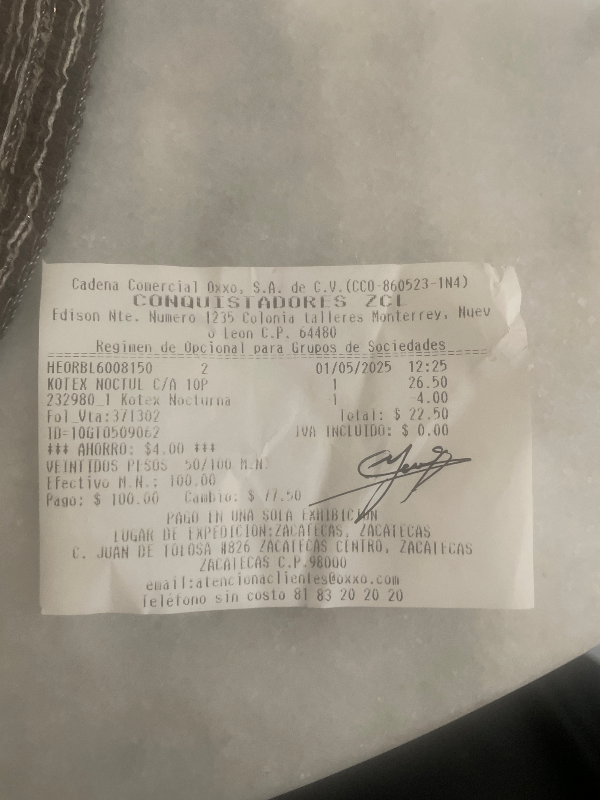 Cadena Comercial Oxxo, S.A. de C.V.(CCO-860523-1N4)
CONQUISTADORES ZCL
Edison Nte. Numero 1235 Colonia talleres Monterrey, Nuev
o Leon C.P. 64480
Regimen de Opcional para Grupos de Sociedades
HEORBL6008150 2 01/05/2025 12:25
KOTEX NOCTUL C/A 10P 1 26.50
232980_1 Kotex Nocturna -1 -4.00
Fol_Vta:371302 Total: $ 22.50
ID=10GT0509062 IVA INCLUIDO: $ 0.00
*** AHORRO: $4.00 ***
VEINTIDOS PESOS 50/100 M.N.
Efectivo M.N.: 100.00
Pago: $ 100.00 Cambio: $ 77.50
PAGO EN UNA SOLA EXHIBICION
LUGAR DE EXPEDICION:ZACATECAS, ZACATECAS
C. JUAN DE TOLOSA #826 ZACATECAS CENTRO, ZACATECAS
ZACATECAS C.P.98000
email:atencionaclientes@oxxo.com
Telefono sin costo 81 83 20 20 20